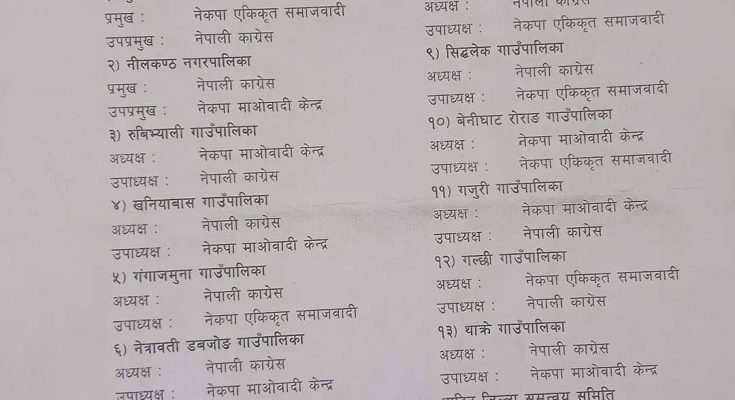 प्रमुख : नेकपा एकिकृत समाजवादी
उपप्रमुख : नेपाली काग्रेस
२) नीलकण्ठ नगरपालिका
प्रमुख : नेपाली काग्रेस
उपप्रमुख : नेकपा माओवादी केन्द्र
३) रुबिभ्याली गाउँपालिका
अध्यक्ष : नेकपा माओवादी केन्द्र
उपाध्यक्ष : नेपाली काग्रेस
४) खनियाबास गाउँपालिका
अध्यक्ष : नेपाली काग्रेस
उपाध्यक्ष : नेकपा माओवादी केन्द्र
५) गंगाजमुना गाउँपालिका
अध्यक्ष : नेपाली काग्रेस
उपाध्यक्ष : नेकपा एकिकृत समाजवादी
६) नेत्रावती डबजोङ गाउँपालिका
अध्यक्ष : नेपाली काग्रेस
उपाध्यक्ष : नेकपा माओवादी केन्द्र
अध्यक्ष : नेपाली काग्रेस
उपाध्यक्ष : नेकपा एकिकृत समाजवादी
९) सिद्धलेक गाउँपालिका
अध्यक्ष : नेपाली काग्रेस
उपाध्यक्ष : नेकपा एकिकृत समाजवादी
१०) बेनीघाट रोराङ गाउँपालिका
अध्यक्ष : नेकपा माओवादी केन्द्र
उपाध्यक्ष : नेकपा एकिकृत समाजवादी
११) गजुरी गाउँपालिका
अध्यक्ष : नेकपा माओवादी केन्द्र
उपाध्यक्ष : नेपाली काग्रेस
१२) गल्छी गाउँपालिका
अध्यक्ष : नेकपा एकिकृत समाजवादी
उपाध्यक्ष : नेपाली काग्रेस
१३) थाक्रे गाउँपालिका
अध्यक्ष : नेपाली काग्रेस
उपाध्यक्ष : नेकपा माओवादी केन्द्र
जिल्ला समन्वय समिति